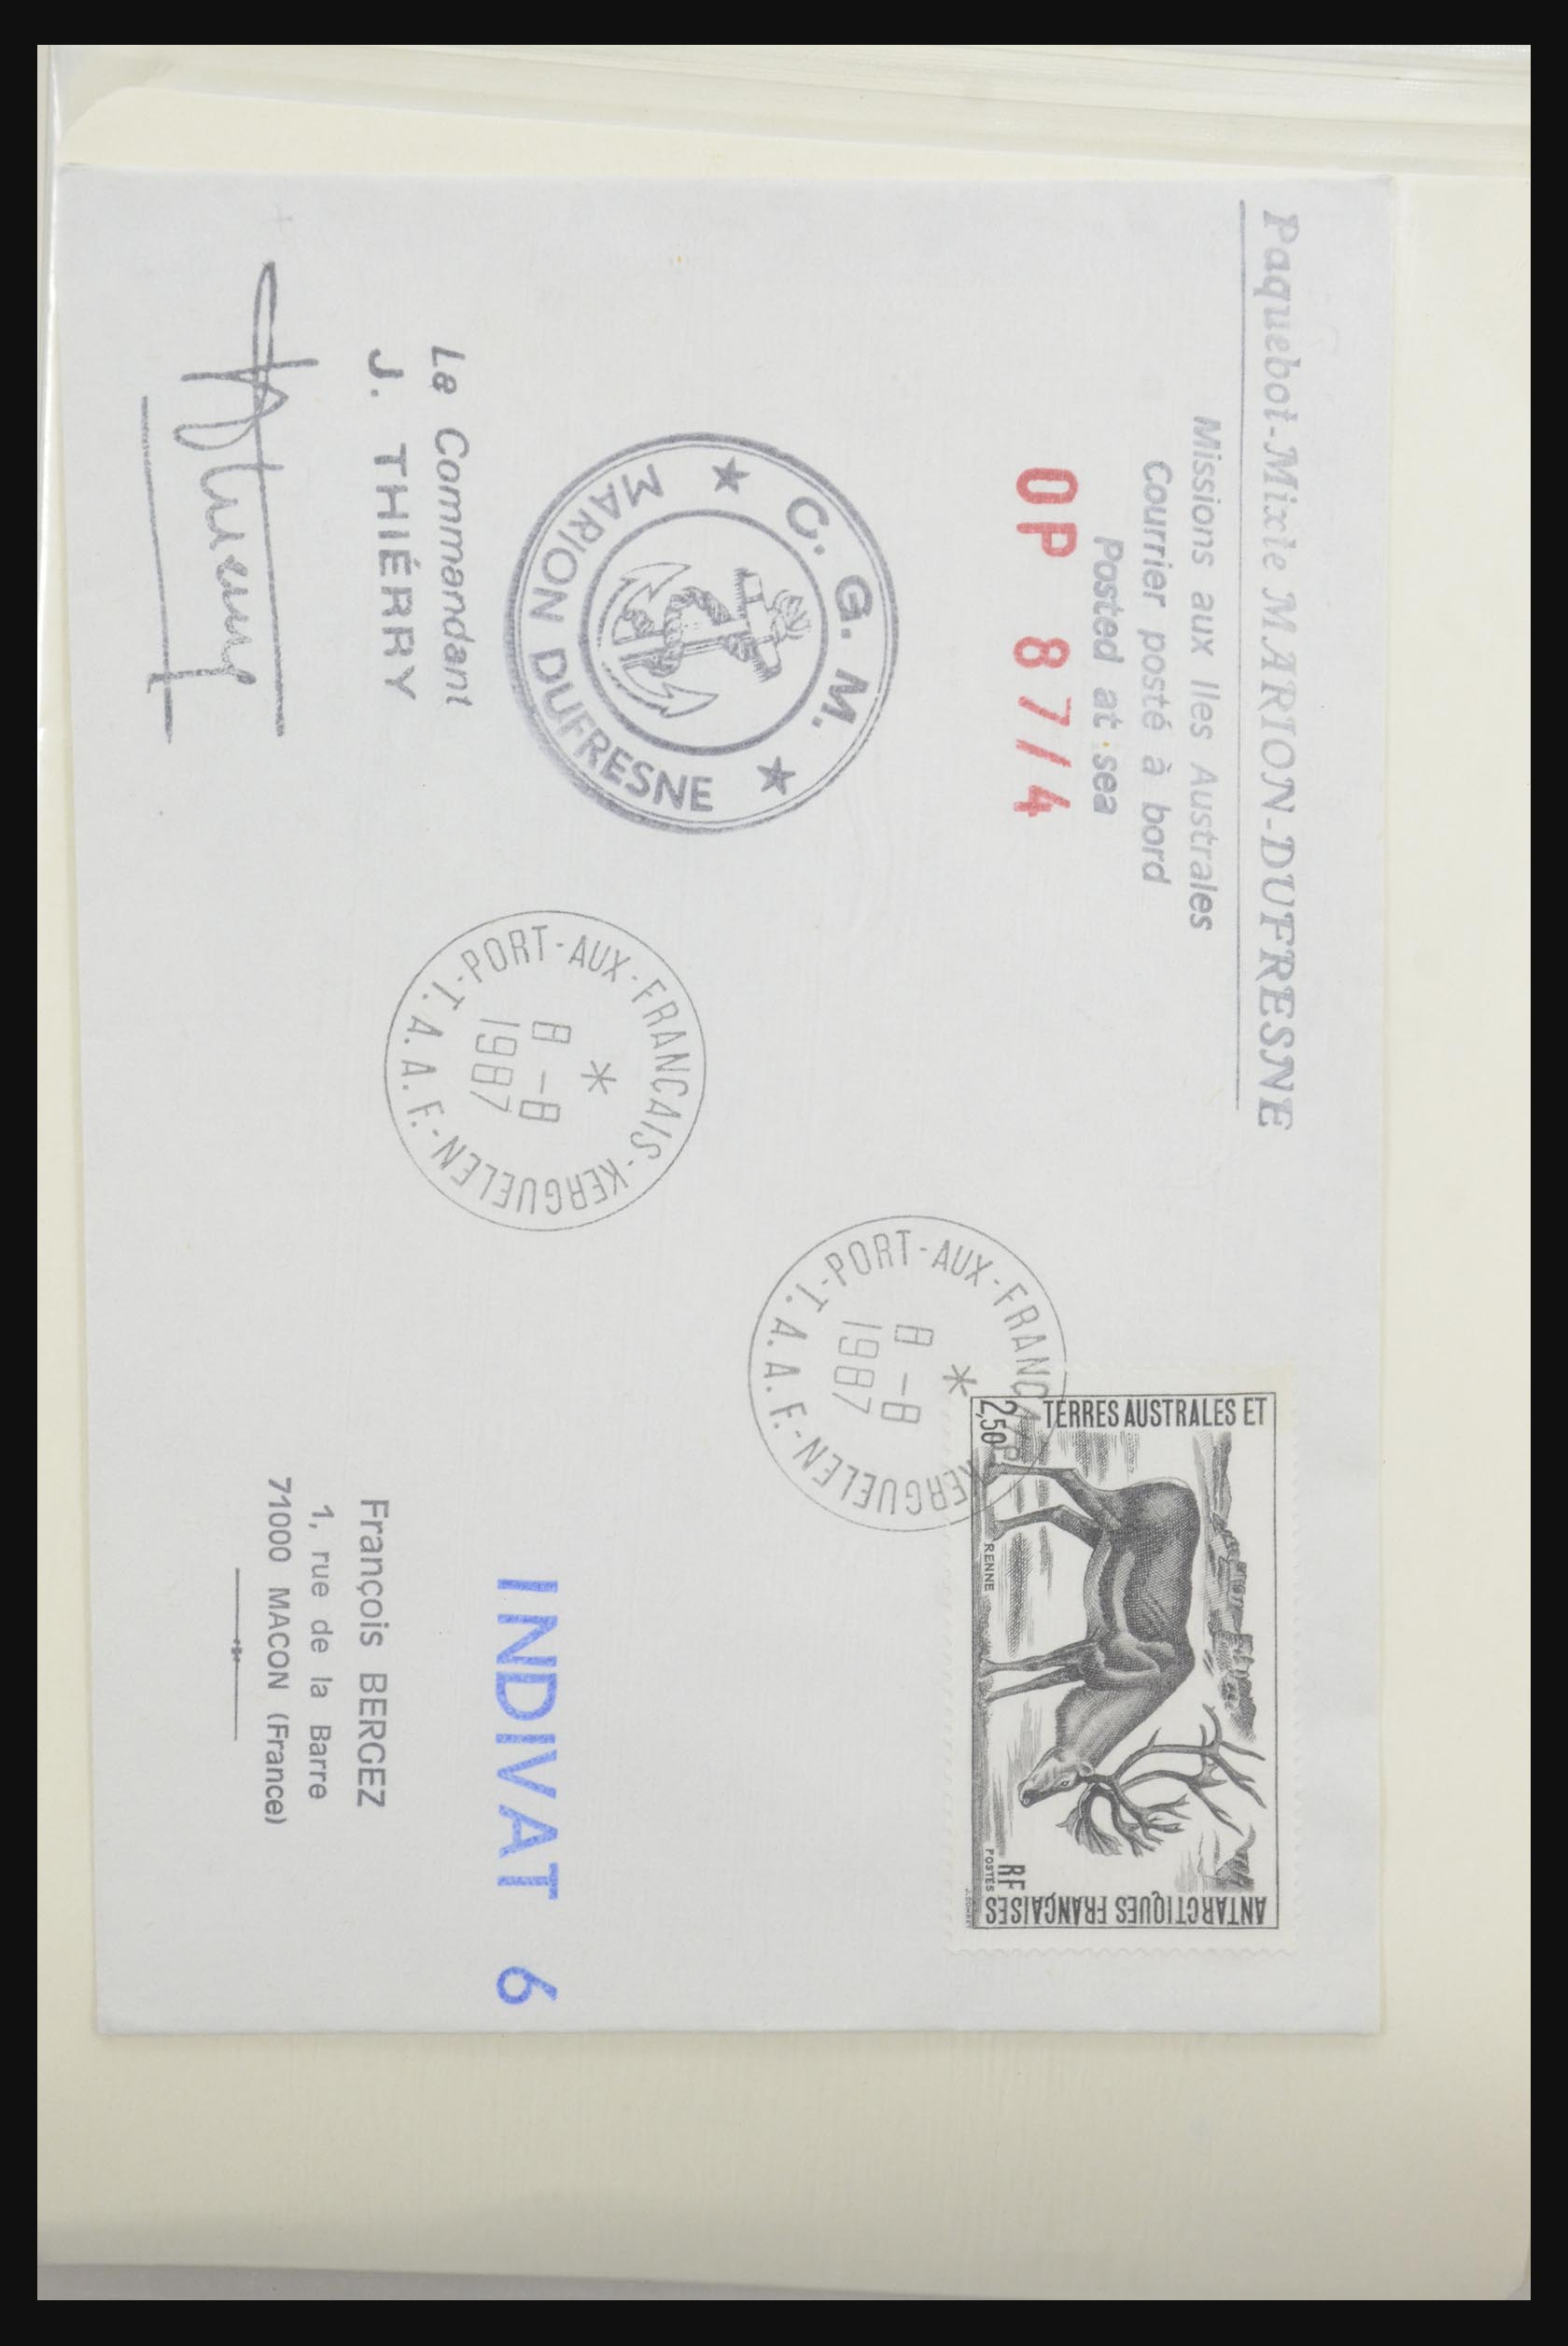 Paquebot-Mixte MARION-DUFRESNE
Missions aux Iles Australes
Courrier posté à bord
Posted at sea
OP 87/4
TERRES AUSTRALES ET
ANTARCTIQUES FRANÇAISES
2,50
RENNE
RF
POSTES
★ C. G. M. ★
MARION DUFRESNE
PORT-AUX-FRANCAIS-KERGUELEN
T.A.A.F.
*
8-8
1987
PORT-AUX-FRANCAIS-KERGUELEN
T.A.A.F.
*
8-8
1987
Le Commandant
J. THIÉRRY
INDIVAT 6
François BERGEZ
1, rue de la Barre
71000 MACON (France)